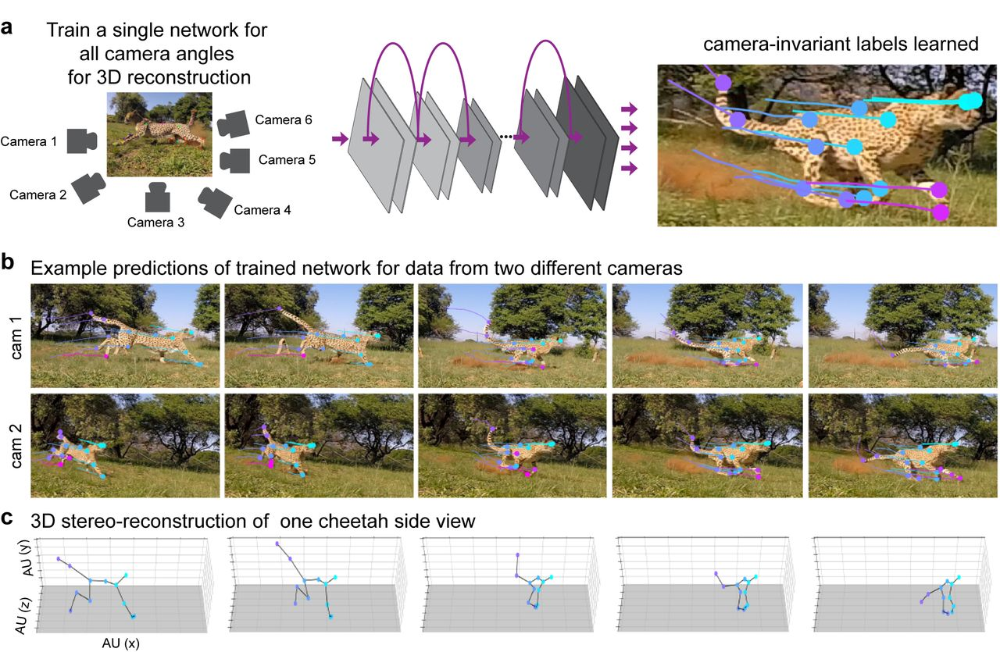 a
Train a single network for
all camera angles
for 3D reconstruction
Camera 1
Camera 2
Camera 3
Camera 4
Camera 5
Camera 6
camera-invariant labels learned
b
Example predictions of trained network for data from two different cameras
cam 1
cam 2
c
3D stereo-reconstruction of one cheetah side view
AU (y)
AU (z)
AU (x)